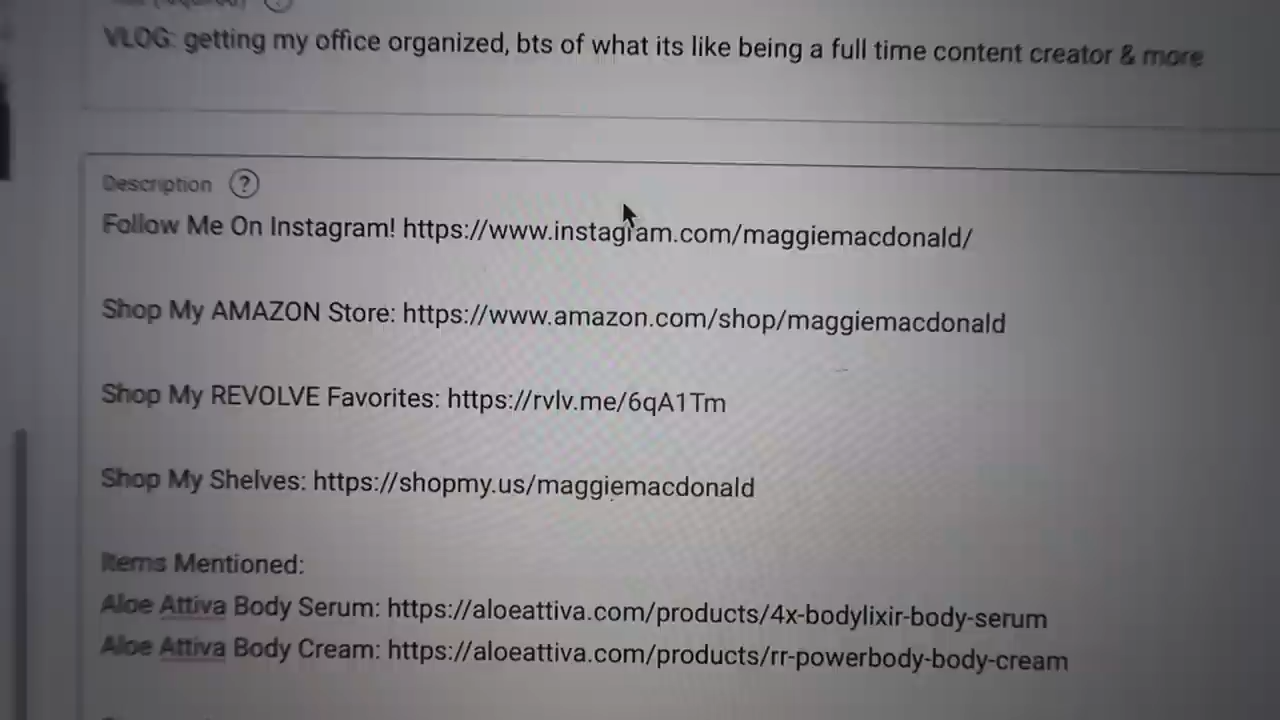 VLOG: getting my office organized, bts of what its like being a full time content creator & more
Description ?
Follow Me On Instagram! https://www.instagram.com/maggiemacdonald/
Shop My AMAZON Store: https://www.amazon.com/shop/maggiemacdonald
Shop My REVOLVE Favorites: https://rvlv.me/6qA1Tm
Shop My Shelves: https://shopmy.us/maggiemacdonald
Items Mentioned:
Aloe Attiva Body Serum: https://aloeattiva.com/products/4x-bodylixir-body-serum
Aloe Attiva Body Cream: https://aloeattiva.com/products/rr-powerbody-body-cream